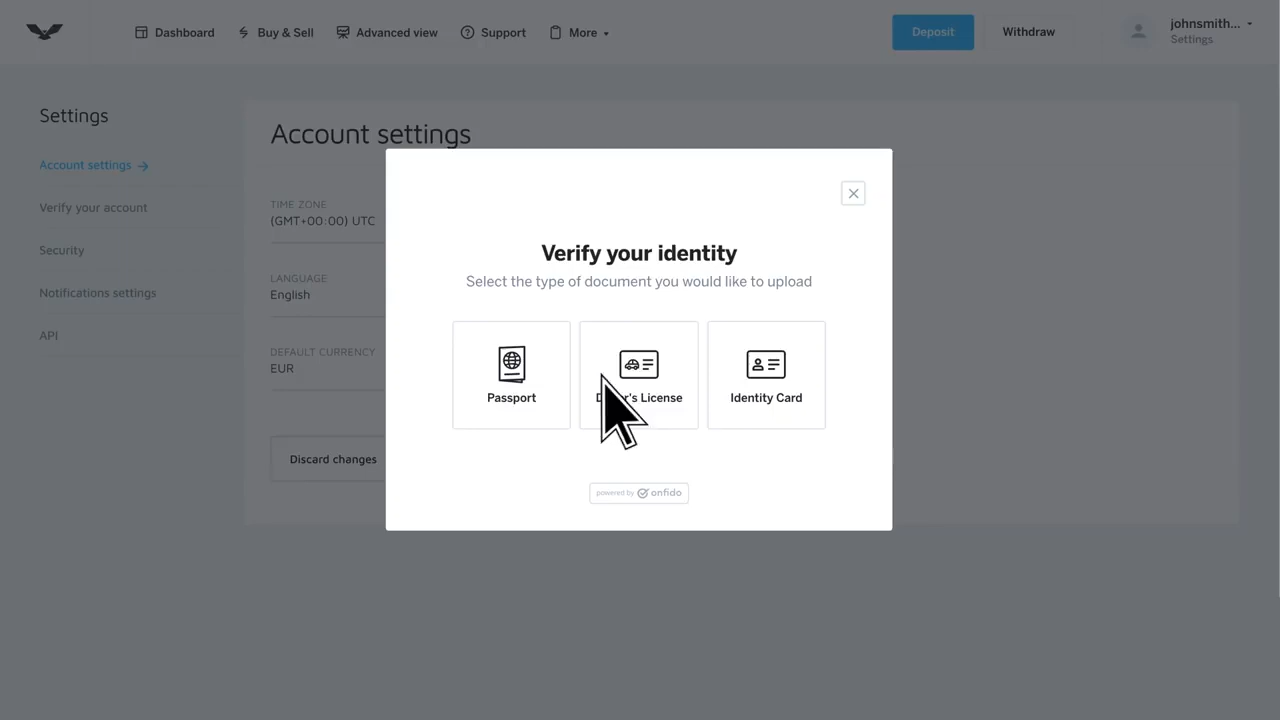 Dashboard
Buy & Sell
Advanced view
Support
More
Deposit
Withdraw
johnsmith...
Settings
Settings
Account settings
Verify your account
Security
Notifications settings
API
Account settings
TIME ZONE
(GMT+00:00) UTC
LANGUAGE
English
DEFAULT CURRENCY
EUR
Discard changes
Verify your identity
Select the type of document you would like to upload
Passport
License
Identity Card
powered by onfido